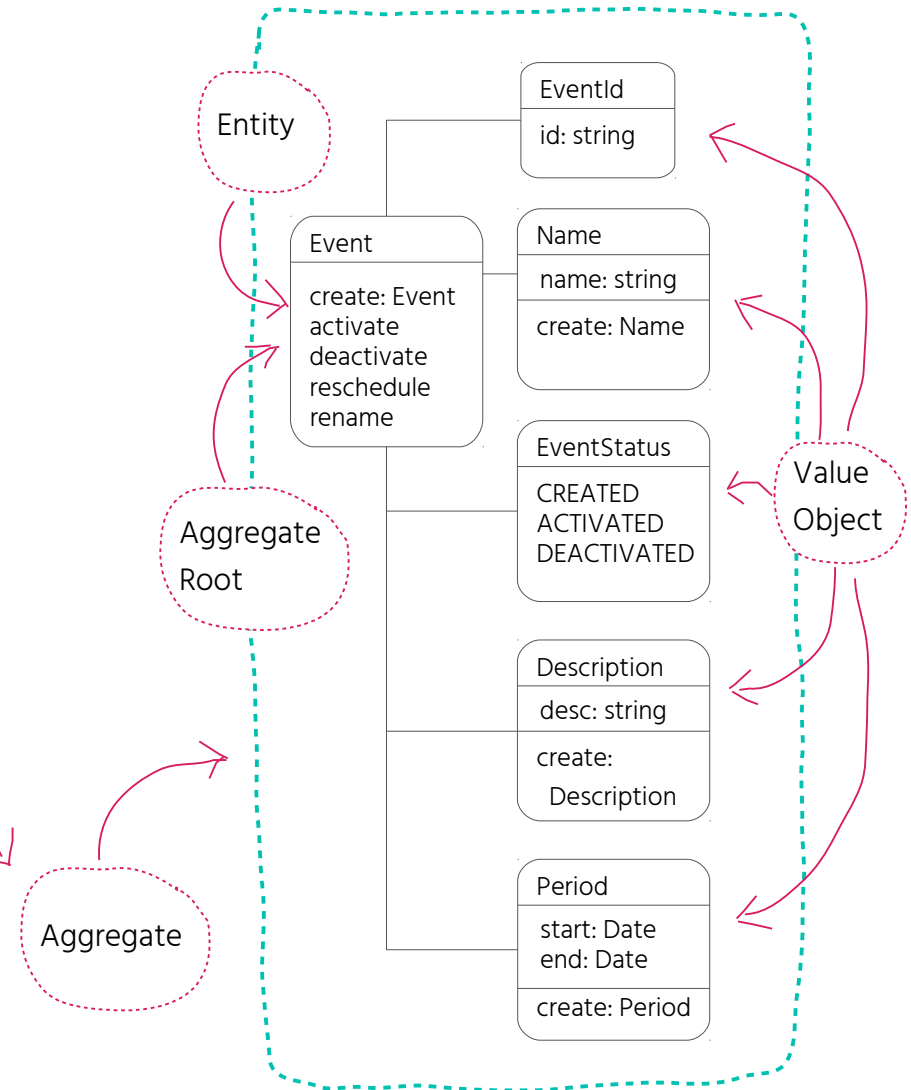 Entity
EventId
id: string
Event
create: Event
activate
deactivate
reschedule
rename
Name
name: string
create: Name
EventStatus
CREATED
ACTIVATED
DEACTIVATED
Value
Object
Aggregate
Root
Description
desc: string
create:
Description
Aggregate
Period
start: Date
end: Date
create: Period